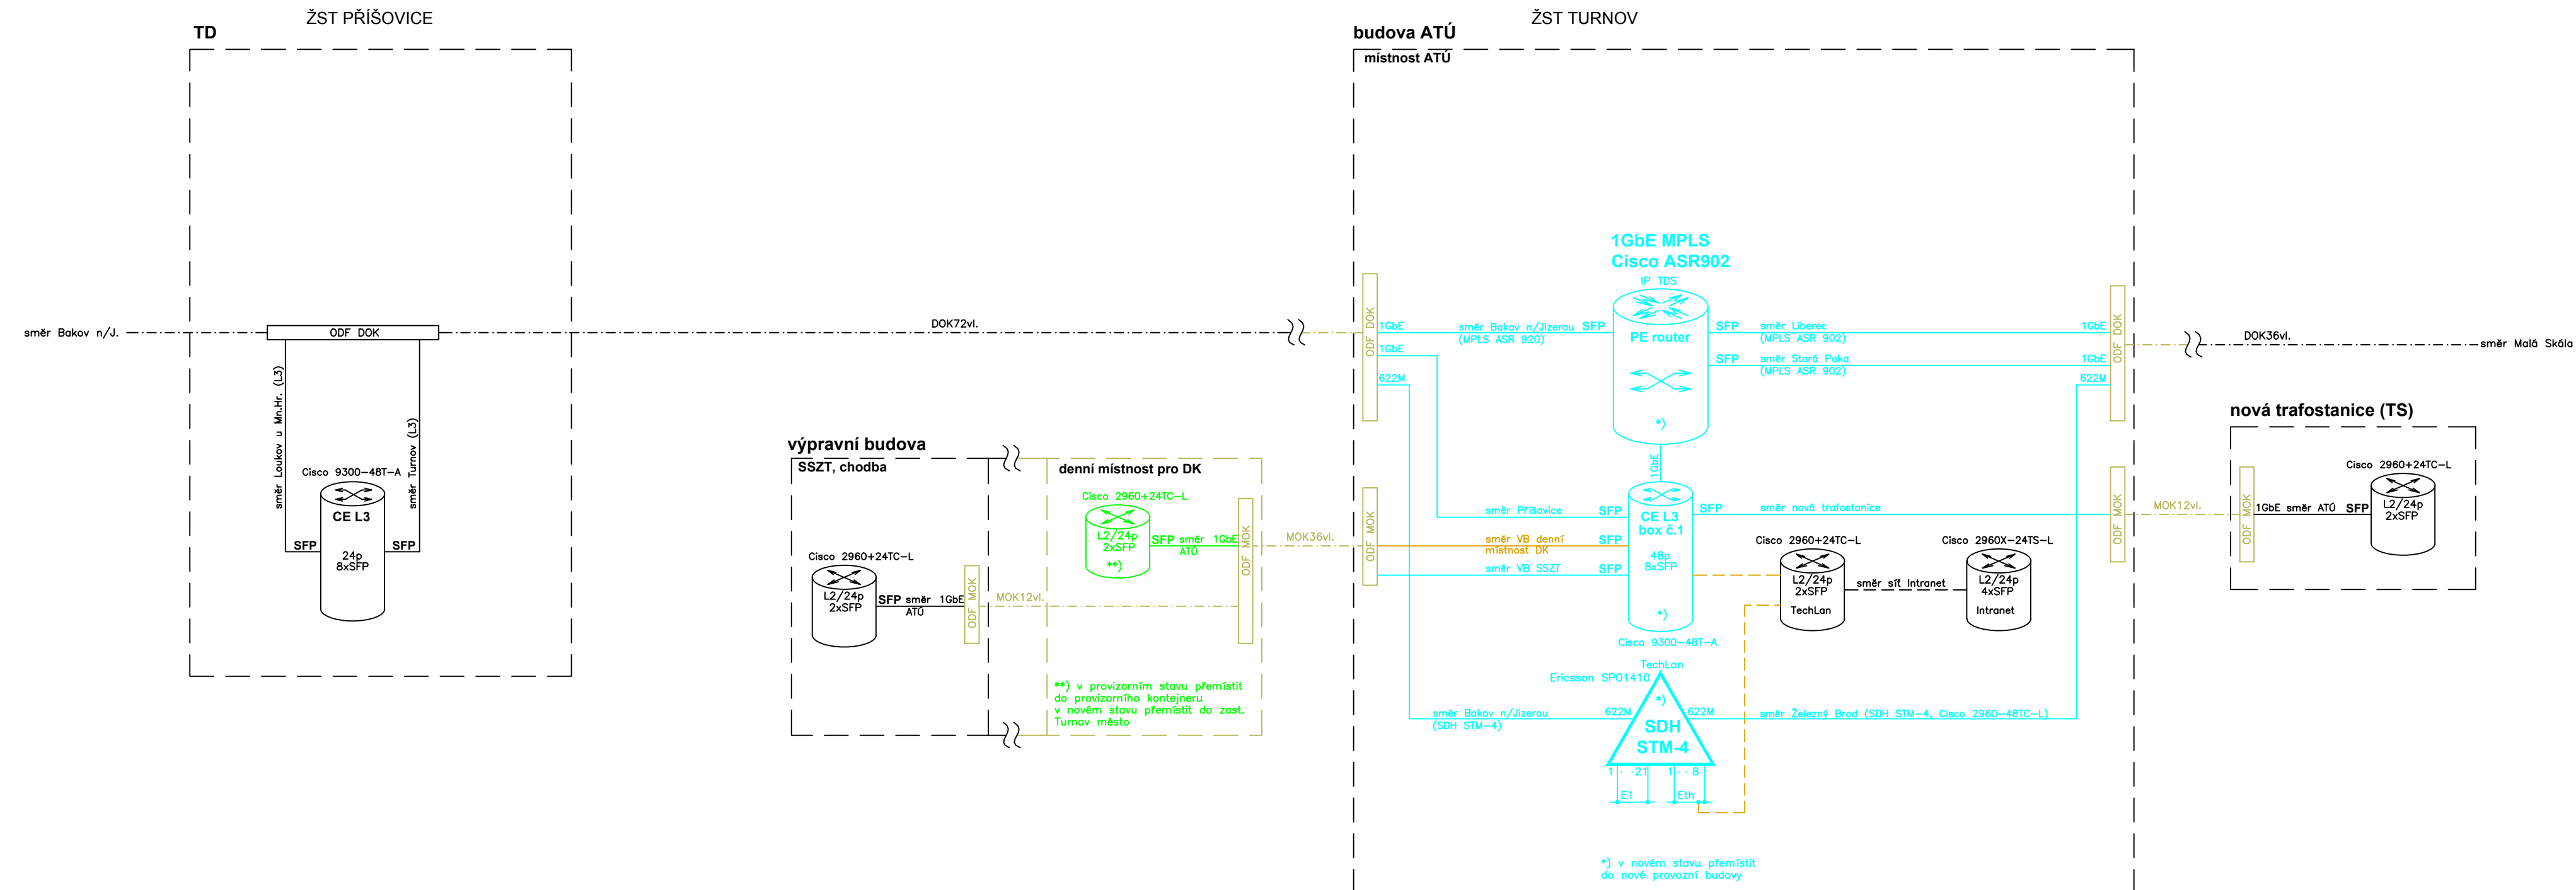 ŽST PŘÍŠOVICE
TD
směr Bakov n/J.
ODF DOK
směr Loukov u Mn.Hr. (L3)
směr Turnov (L3)
Cisco 9300-48T-A
CE L3
SFP
SFP
24p
8xSFP
DOK72vl.
výpravní budova
SSZT, chodba
Cisco 2960+24TC-L
L2/24p
2xSFP
SFP směr 1GbE
ATÚ
ODF MOK
MOK12vl.
denní místnost pro DK
Cisco 2960+24TC-L
L2/24p
2xSFP
**)
SFP směr 1GbE
ATÚ
ODF MOK
MOK36vl.
**) v provizorním stavu přemístit
do provizorního kontejneru
v novém stavu přemístit do zast.
Turnov město
ŽST TURNOV
budova ATÚ
místnost ATÚ
1GbE MPLS
Cisco ASR902
IP TDS
PE router
*)
ODF DOK
1GbE
směr Bakov n/Jizerou SFP
(MPLS ASR 920)
1GbE
622M
SFP směr Liberec 1GbE
(MPLS ASR 902)
SFP směr Stará Paka 1GbE
(MPLS ASR 902)
622M
ODF DOK
1GbE
ODF MOK
směr Příšovice SFP
směr VB denní SFP
místnost DK
směr VB SSZT SFP
CE L3
box č.1
48p
8xSFP
*)
Cisco 9300-48T-A
SFP směr nová trafostanice
ODF MOK
Cisco 2960+24TC-L
L2/24p
2xSFP
TechLan
směr síť Intranet
Cisco 2960X-24TS-L
L2/24p
4xSFP
Intranet
TechLan
Ericsson SPO1410
*)
směr Bakov n/Jizerou 622M
(SDH STM-4)
SDH
STM-4
622M směr Železný Brod (SDH STM-4, Cisco 2960-48TC-L)
1 · ·21 1 · · 8
E1 Eth
*) v novém stavu přemístit
do nové provozní budovy
DOK36vl.
směr Malá Skála
nová trafostanice (TS)
MOK12vl.
ODF MOK
1GbE směr ATÚ SFP
Cisco 2960+24TC-L
L2/24p
2xSFP